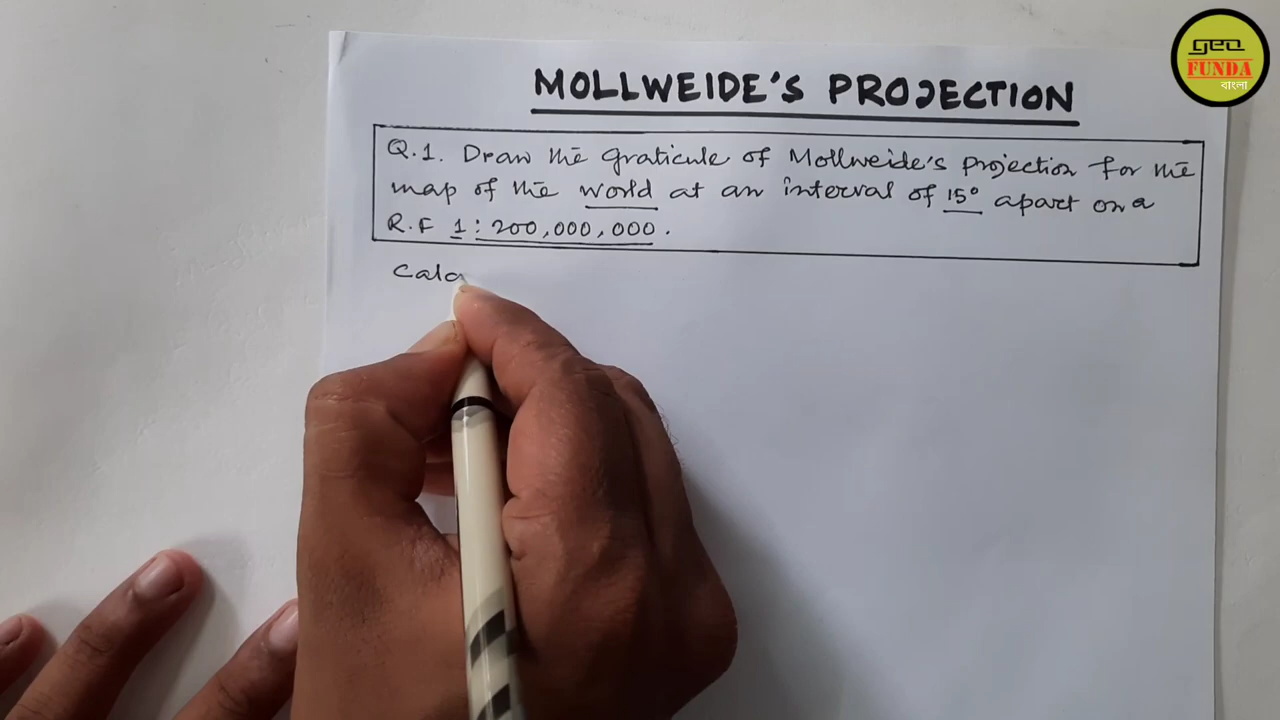 geo
FUNDA
বাংলা
MOLLWEIDE'S PROJECTION
Q.1. Draw the graticule of Mollweide's Projection for the
map of the world at an interval of 15° apart on a
R.F 1:200,000,000.
Calc